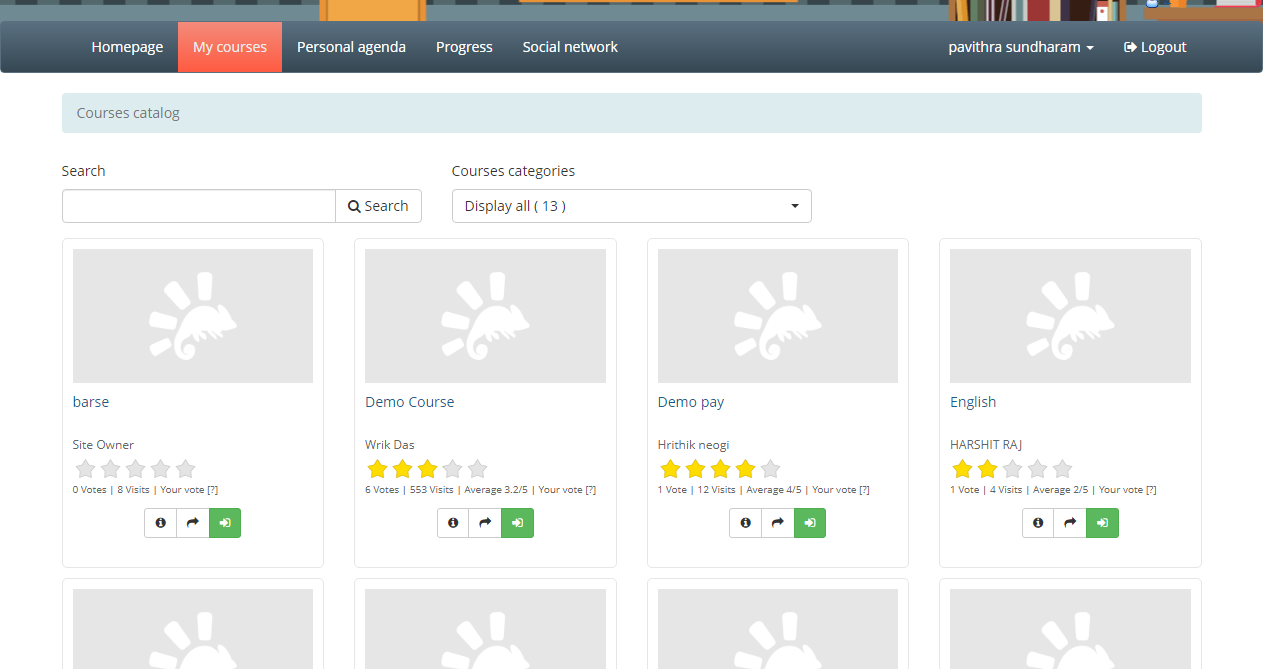 Homepage My courses Personal agenda Progress Social network pavithra sundharam Logout
Courses catalog
Search Courses categories
Search Display all ( 13 )
barse Demo Course Demo pay English
Site Owner Wrik Das Hrithik neogi HARSHIT RAJ
0 Votes | 8 Visits | Your vote [?] 6 Votes | 553 Visits | Average 3.2/5 | Your vote [?] 1 Vote | 12 Visits | Average 4/5 | Your vote [?] 1 Vote | 4 Visits | Average 2/5 | Your vote [?]